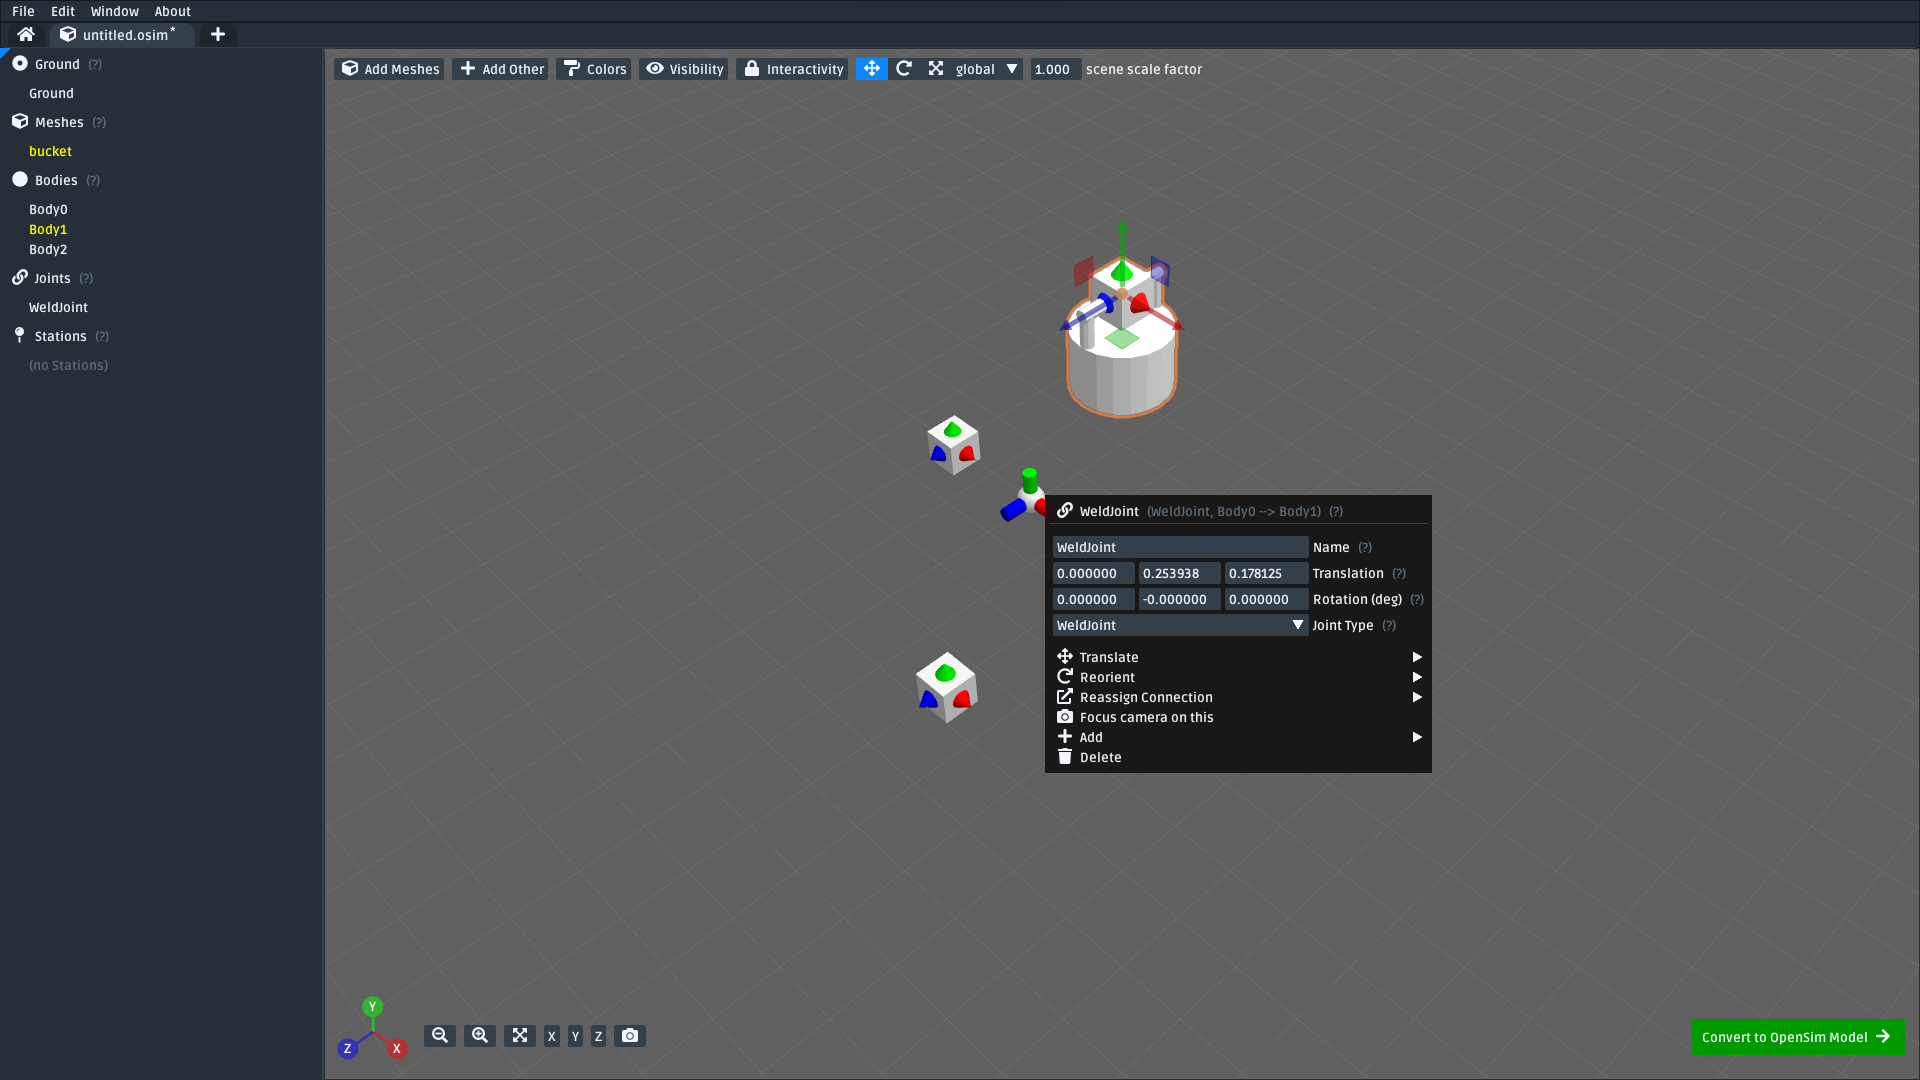 File Edit Window About
untitled.osim*
Ground (?)
Ground
Meshes (?)
bucket
Bodies (?)
Body0
Body1
Body2
Joints (?)
WeldJoint
Stations (?)
(no Stations)
Add Meshes Add Other Colors Visibility Interactivity global 1.000 scene scale factor
WeldJoint (WeldJoint, Body0 --> Body1) (?)
WeldJoint Name (?)
0.000000 0.253938 0.178125 Translation (?)
0.000000 -0.000000 0.000000 Rotation (deg) (?)
WeldJoint Joint Type (?)
Translate
Reorient
Reassign Connection
Focus camera on this
Add
Delete
Y
Z X
X Y Z
Convert to OpenSim Model